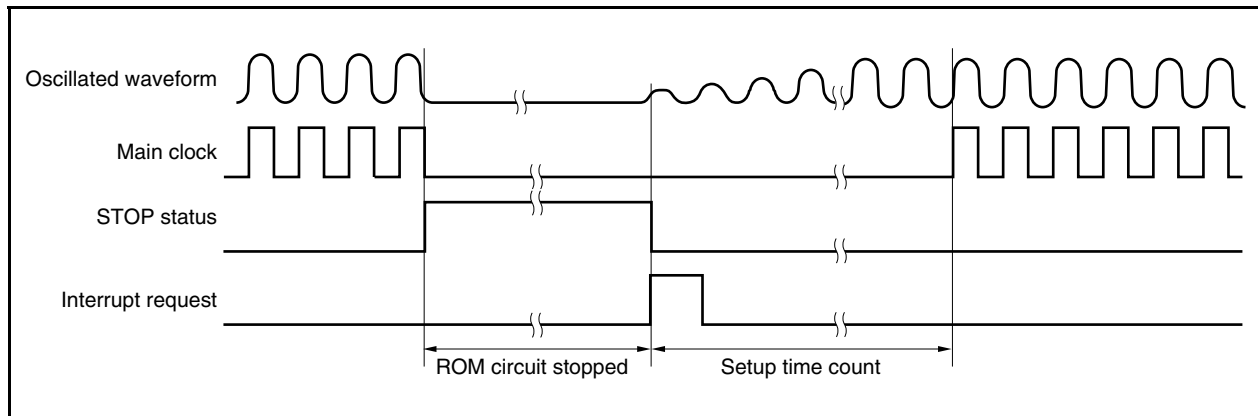 Oscillated waveform
Main clock
STOP status
Interrupt request
ROM circuit stopped
Setup time count